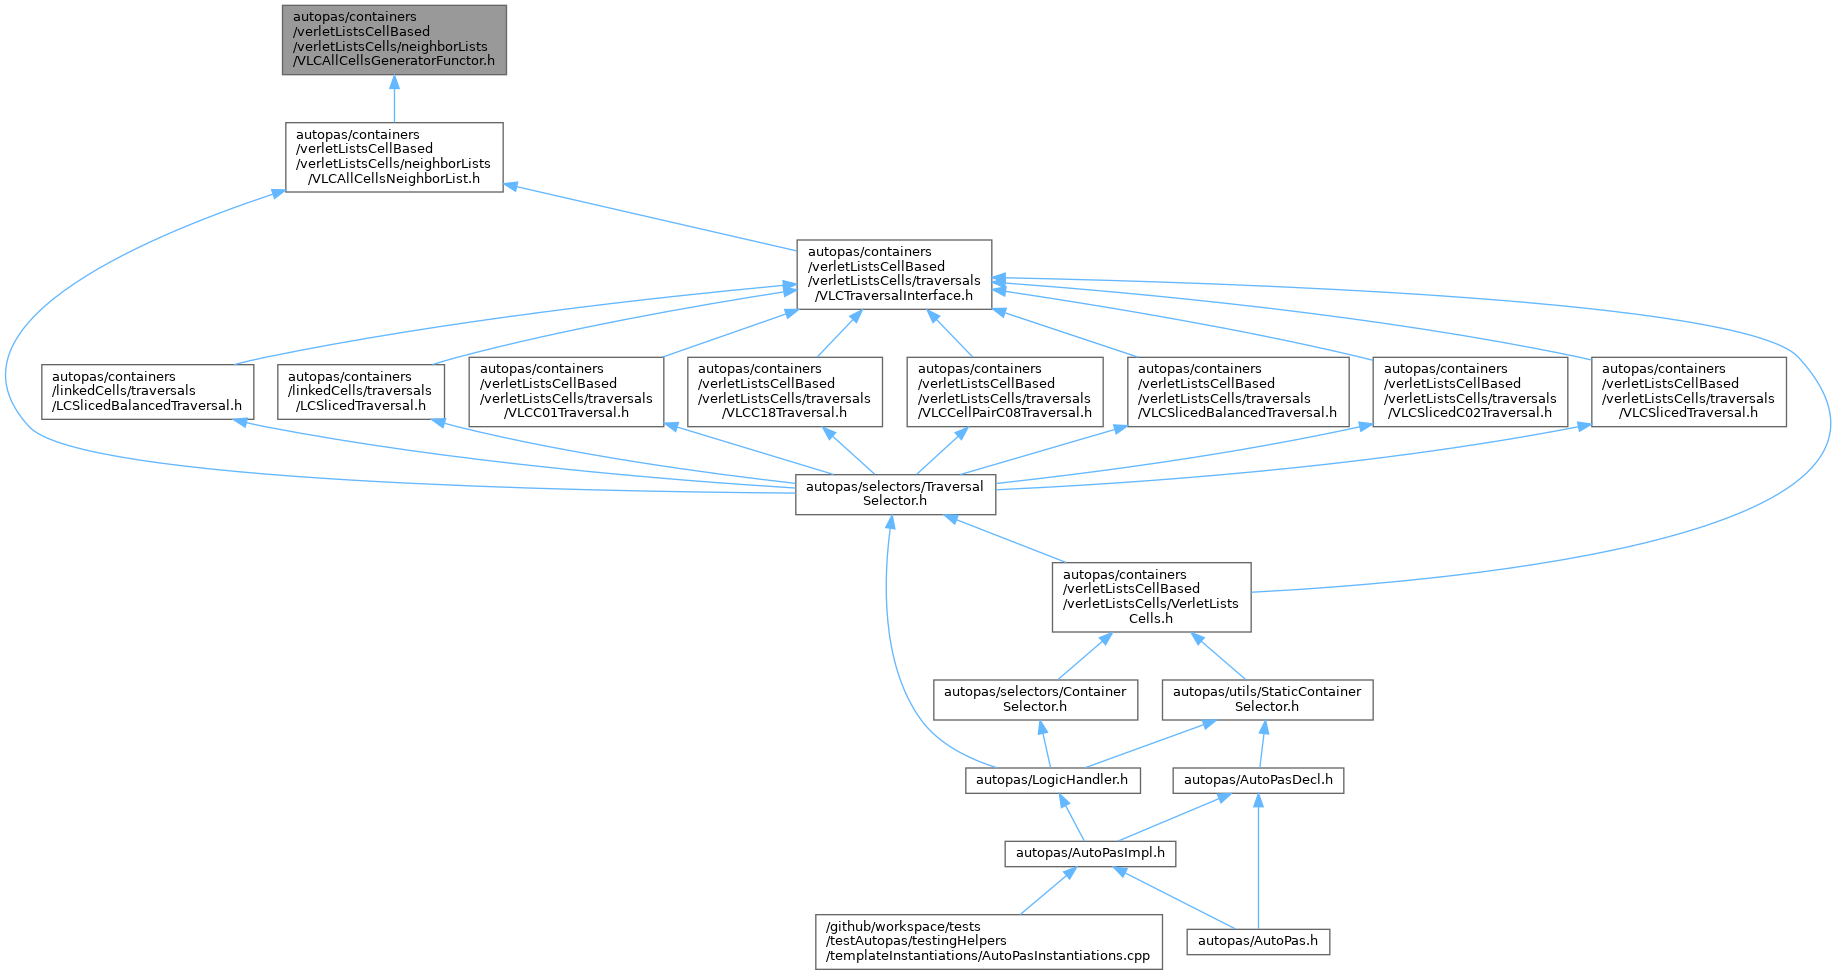 autopas/containers
/verletListsCellBased
/verletListsCells/neighborLists
/VLCAllCellsGeneratorFunctor.h
autopas/containers
/verletListsCellBased
/verletListsCells/neighborLists
/VLCAllCellsNeighborList.h
autopas/containers
/verletListsCellBased
/verletListsCells/traversals
/VLCTraversalInterface.h
autopas/containers
/linkedCells/traversals
/LCSlicedBalancedTraversal.h
autopas/containers
/linkedCells/traversals
/LCSlicedTraversal.h
autopas/containers
/verletListsCellBased
/verletListsCells/traversals
/VLCC01Traversal.h
autopas/containers
/verletListsCellBased
/verletListsCells/traversals
/VLCC18Traversal.h
autopas/containers
/verletListsCellBased
/verletListsCells/traversals
/VLCCellPairC08Traversal.h
autopas/containers
/verletListsCellBased
/verletListsCells/traversals
/VLCSlicedBalancedTraversal.h
autopas/containers
/verletListsCellBased
/verletListsCells/traversals
/VLCSlicedC02Traversal.h
autopas/containers
/verletListsCellBased
/verletListsCells/traversals
/VLCSlicedTraversal.h
autopas/selectors/Traversal
Selector.h
autopas/containers
/verletListsCellBased
/verletListsCells/VerletLists
Cells.h
autopas/selectors/Container
Selector.h
autopas/utils/StaticContainer
Selector.h
autopas/LogicHandler.h
autopas/AutoPasDecl.h
autopas/AutoPasImpl.h
/github/workspace/tests
/testAutopas/testingHelpers
/templateInstantiations/AutoPasInstantiations.cpp
autopas/AutoPas.h